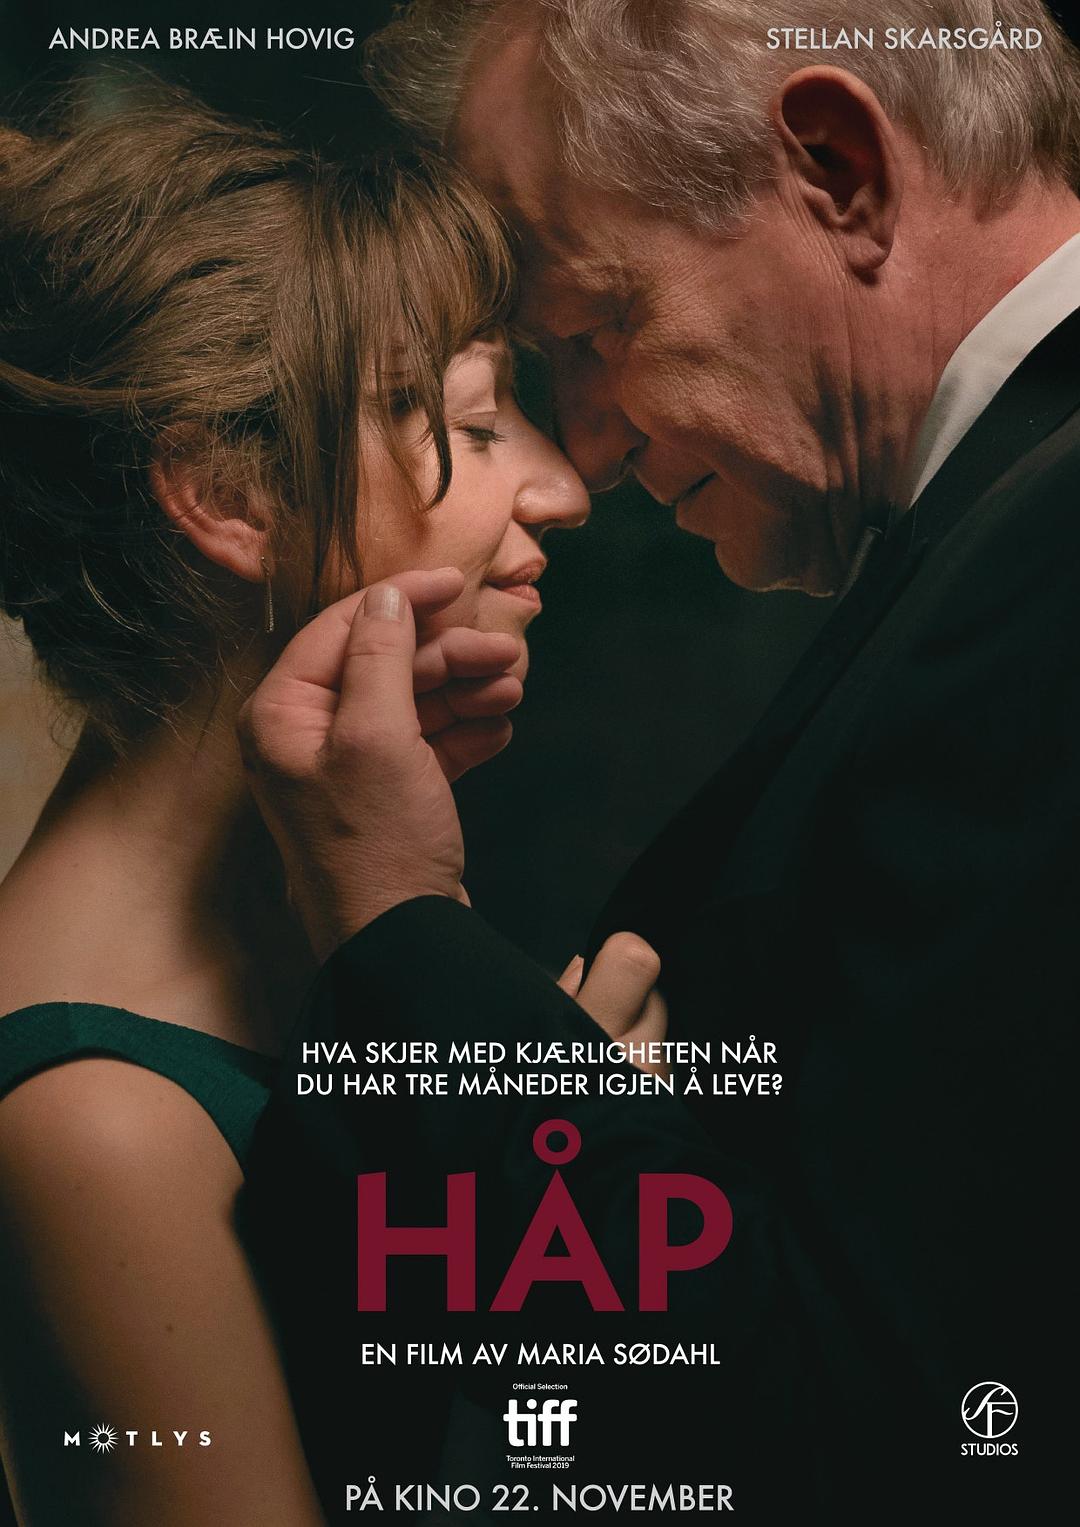 ANDREA BRÆIN HOVIG
STELLAN SKARSGÅRD
HVA SKJER MED KJÆRLIGHETEN NÅR
DU HAR TRE MÅNEDER IGJEN Å LEVE?
HÅP
EN FILM AV MARIA SØDAHL
Official Selection
tiff
Toronto International
Film Festival 2019
MOTLYS
SF
STUDIOS
PÅ KINO 22. NOVEMBER